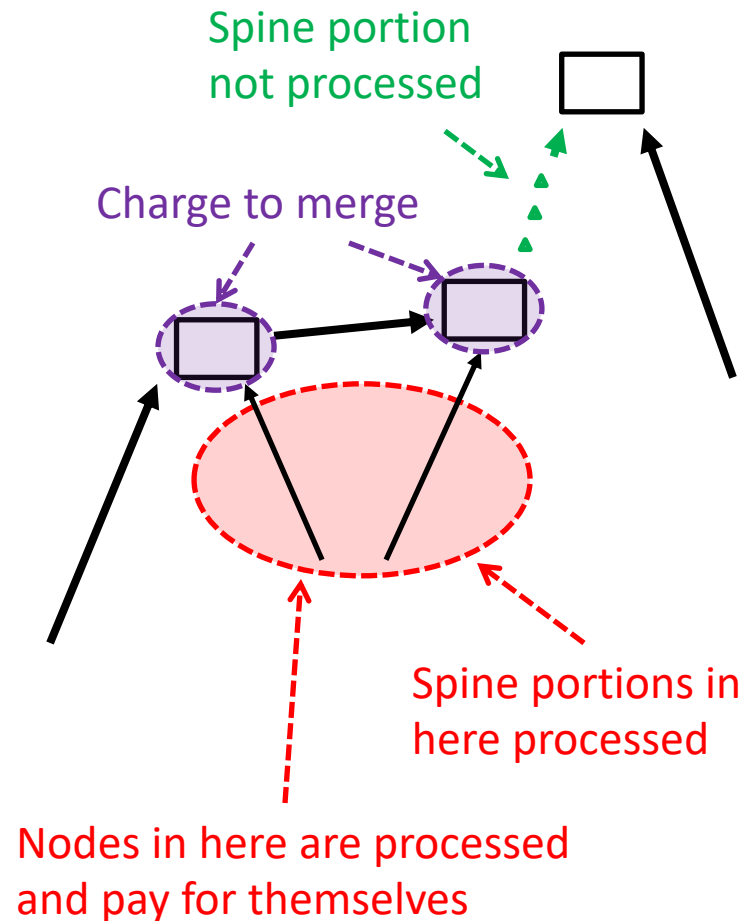 Spine portion
not processed
Charge to merge
Spine portions in
here processed
Nodes in here are processed
and pay for themselves